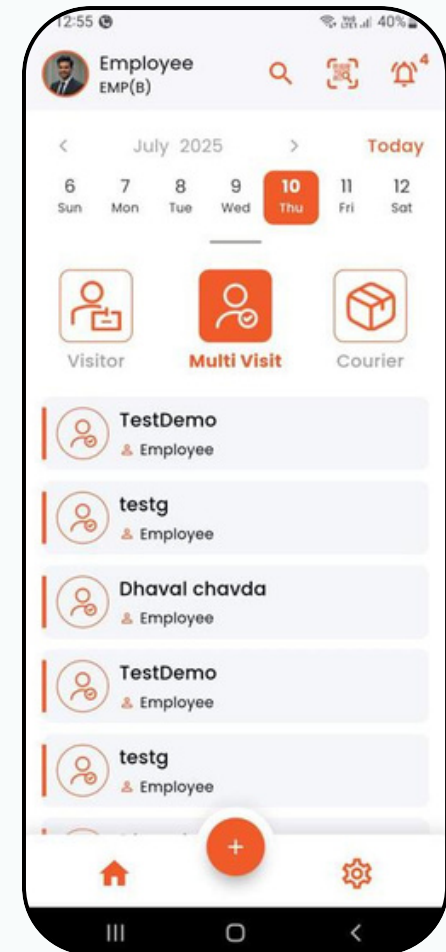 12:55 40%
Employee
EMP(B)
4
July 2025 Today
6 7 8 9 10 11 12
Sun Mon Tue Wed Thu Fri Sat
Visitor Multi Visit Courier
TestDemo
Employee
testg
Employee
Dhaval chavda
Employee
TestDemo
Employee
testg
Employee